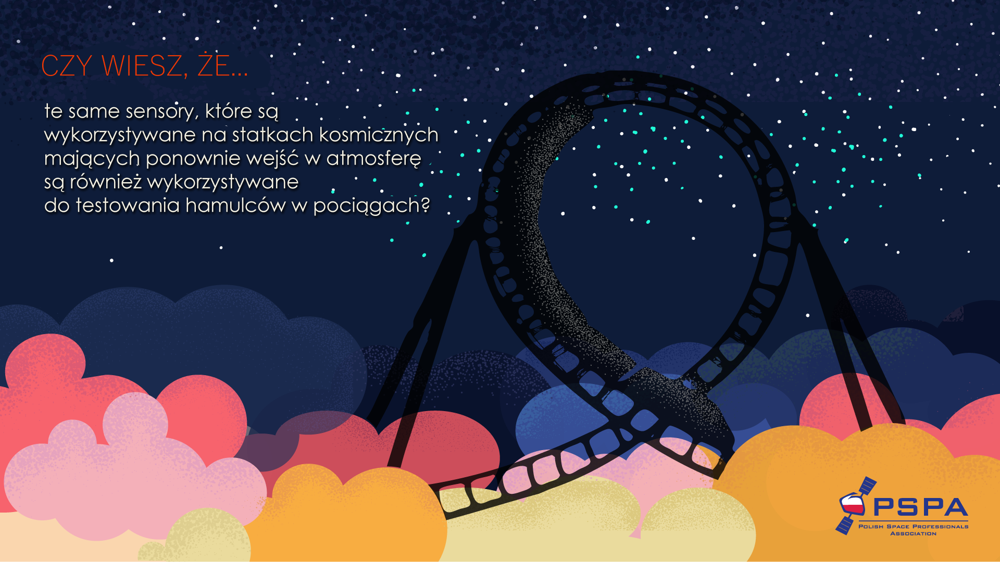 CZY WIESZ, ŻE...
te same sensory, które są
wykorzystywane na statkach kosmicznych
mających ponownie wejść w atmosferę
są również wykorzystywane
do testowania hamulców w pociągach?
PSPA
Polish Space Professionals
Association